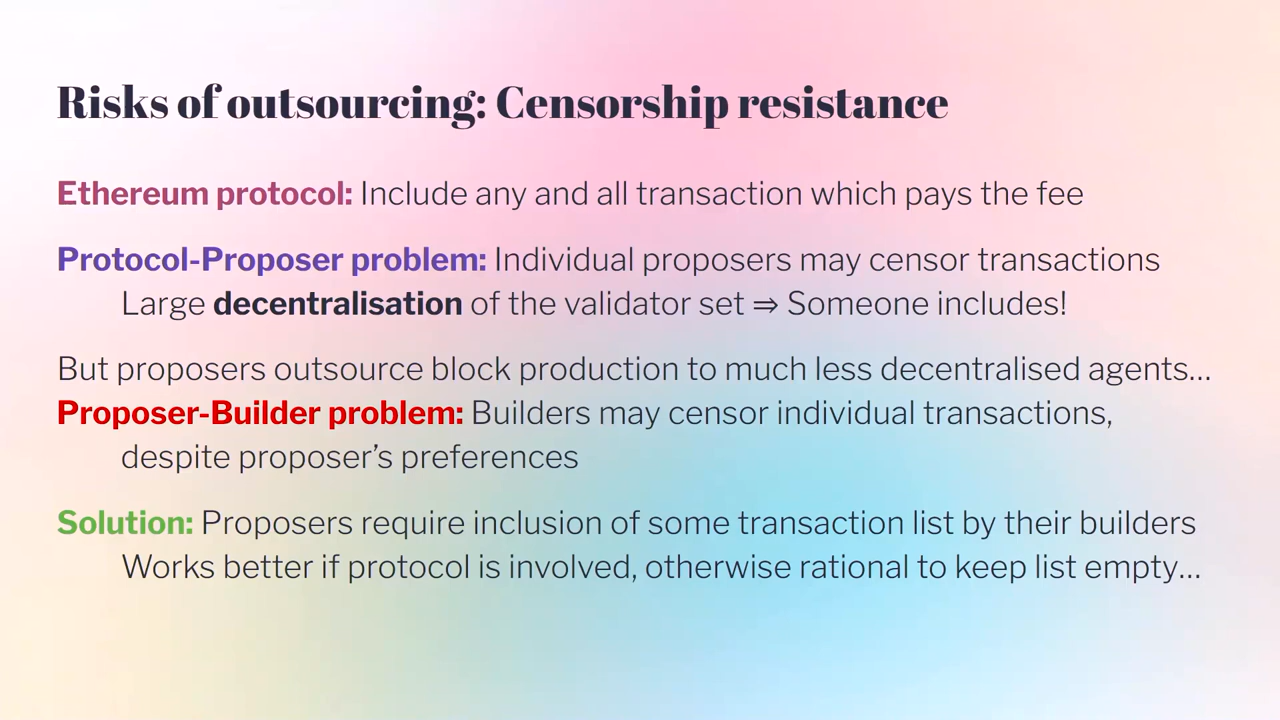 Risks of outsourcing: Censorship resistance
Ethereum protocol: Include any and all transaction which pays the fee
Protocol-Proposer problem: Individual proposers may censor transactions
Large decentralisation of the validator set ⇒ Someone includes!
But proposers outsource block production to much less decentralised agents...
Proposer-Builder problem: Builders may censor individual transactions,
despite proposer’s preferences
Solution: Proposers require inclusion of some transaction list by their builders
Works better if protocol is involved, otherwise rational to keep list empty...